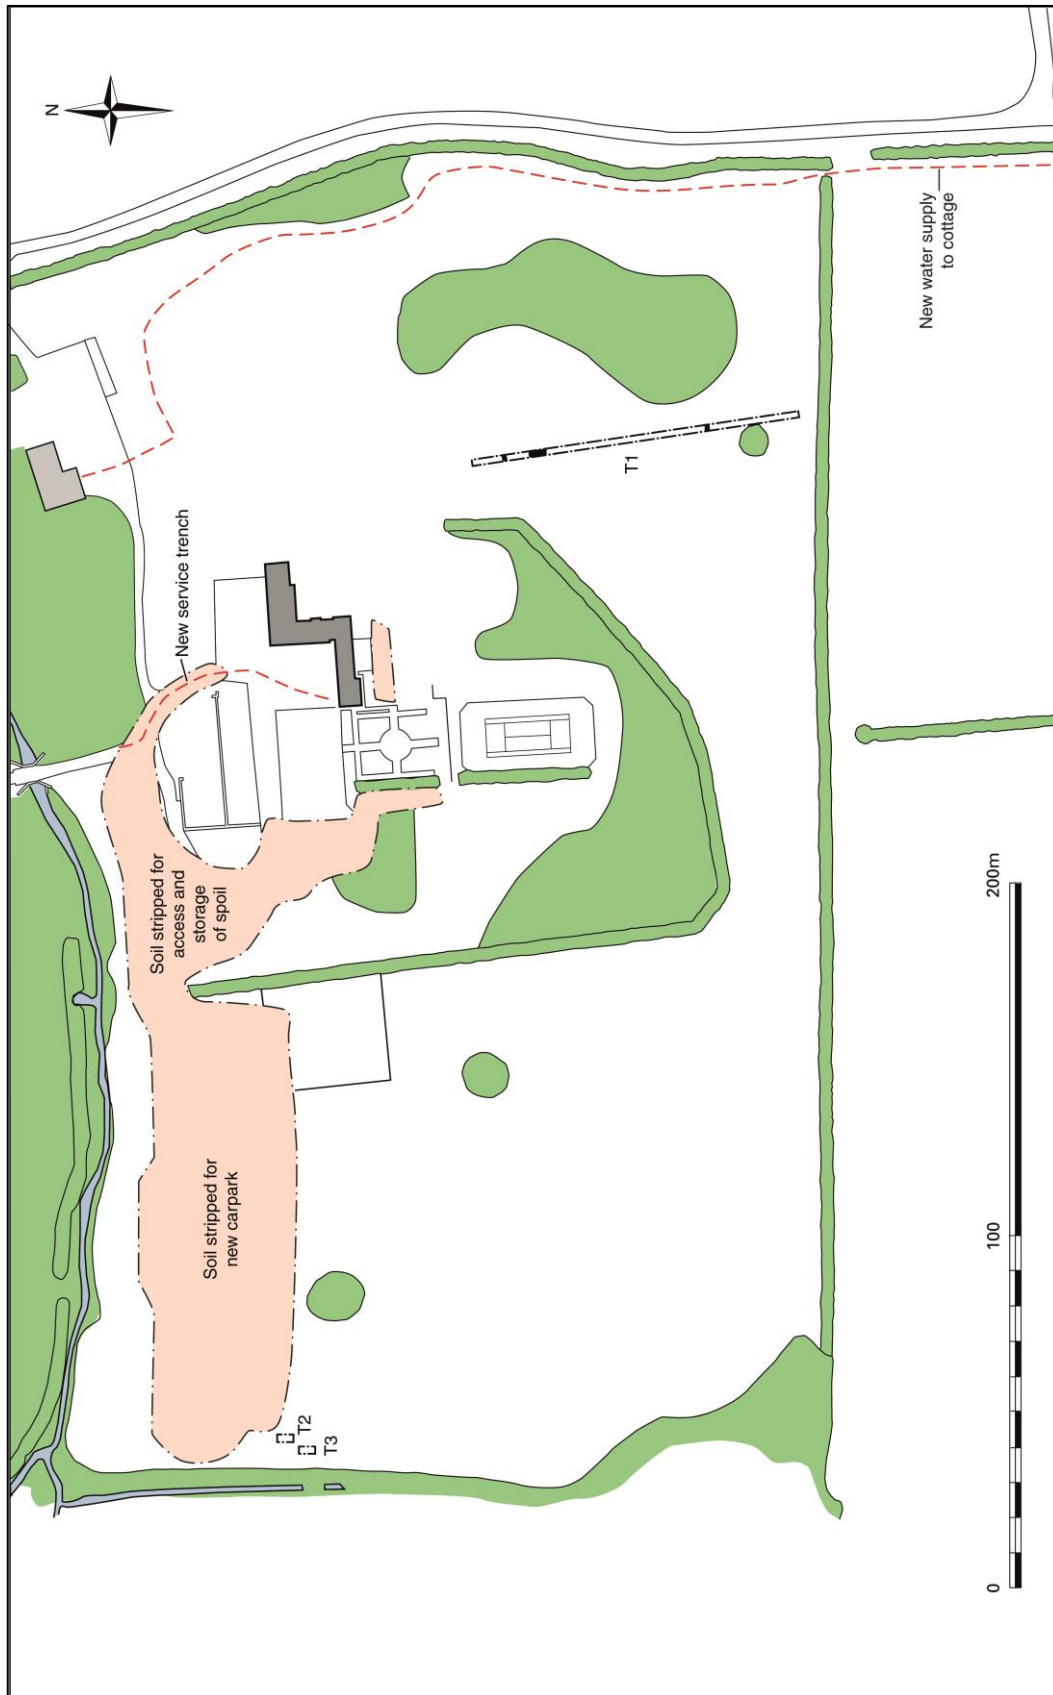 N
New service trench
Soil stripped for
access and
storage
of spoil
Soil stripped for
new carpark
T2
T3
T1
New water supply
to cottage
0
100
200m